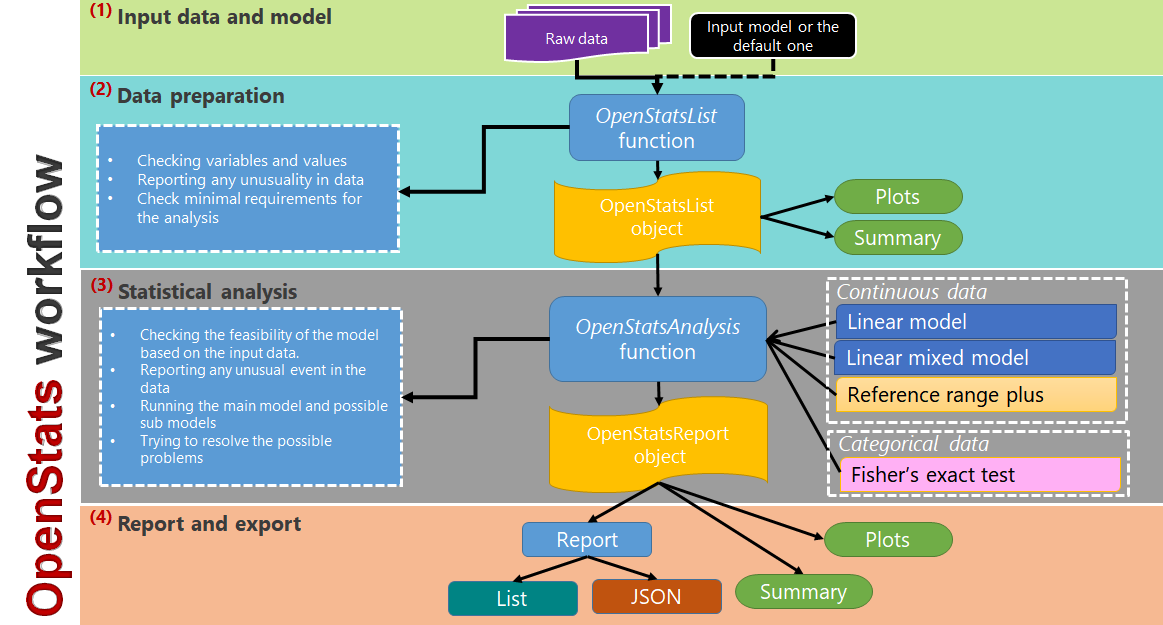 OpenStats workflow
(1) Input data and model
Raw data
Input model or the
default one
(2) Data preparation
OpenStatsList
function
• Checking variables and values
• Reporting any unusuality in data
• Check minimal requirements for
the analysis
OpenStatsList
object
Plots
Summary
(3) Statistical analysis
• Checking the feasibility of the model
based on the input data.
• Reporting any unusual event in the
data
• Running the main model and possible
sub models
• Trying to resolve the possible
problems
OpenStatsAnalysis
function
OpenStatsReport
object
Continuous data
Linear model
Linear mixed model
Reference range plus
Categorical data
Fisher's exact test
(4) Report and export
Report
List
JSON
Summary
Plots